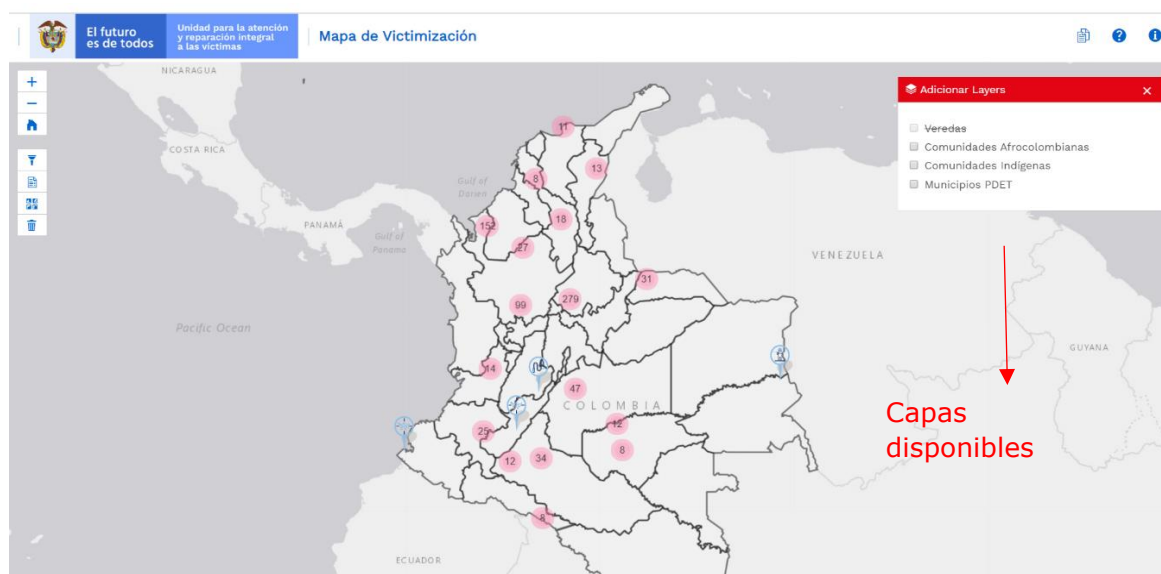 El futuro
es de todos
Unidad para la atención
y reparación integral
a las víctimas
Mapa de Victimización
Adicionar Layers
Veredas
Comunidades Afrocolombianas
Comunidades Indígenas
Municipios PDET
NICARAGUA
COSTA RICA
PANAMÁ
Gulf of
Darien
Gulf of
Panama
Pacific Ocean
VENEZUELA
GUYANA
COLOMBIA
ECUADOR
11
13
8
18
152
27
31
279
99
14
47
12
25
8
34
12
8
Capas
disponibles